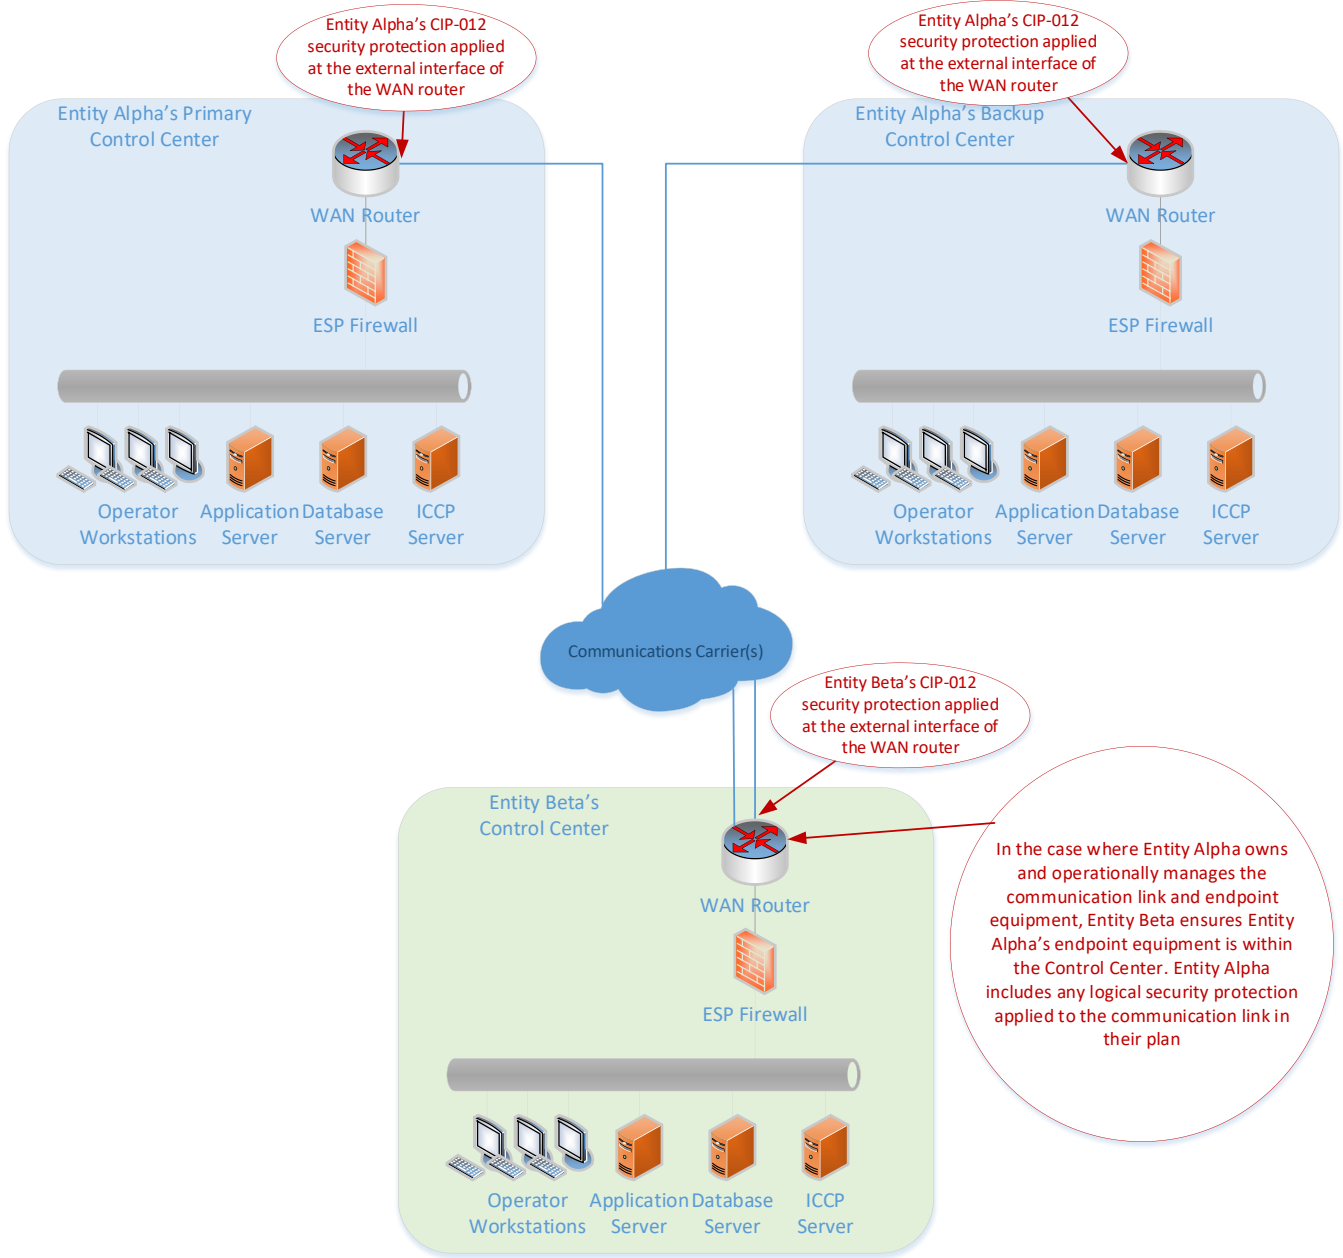 Entity Alpha's CIP-012
security protection applied
at the external interface of
the WAN router
Entity Alpha's CIP-012
security protection applied
at the external interface of
the WAN router
Entity Alpha's Primary
Control Center
WAN Router
ESP Firewall
Operator
Workstations
Application
Server
Database
Server
ICCP
Server
Entity Alpha's Backup
Control Center
WAN Router
ESP Firewall
Operator
Workstations
Application
Server
Database
Server
ICCP
Server
Communications Carrier(s)
Entity Beta's CIP-012
security protection applied
at the external interface of
the WAN router
Entity Beta's
Control Center
WAN Router
ESP Firewall
Operator
Workstations
Application
Server
Database
Server
ICCP
Server
In the case where Entity Alpha owns
and operationally manages the
communication link and endpoint
equipment, Entity Beta ensures Entity
Alpha's endpoint equipment is within
the Control Center. Entity Alpha
includes any logical security protection
applied to the communication link in
their plan